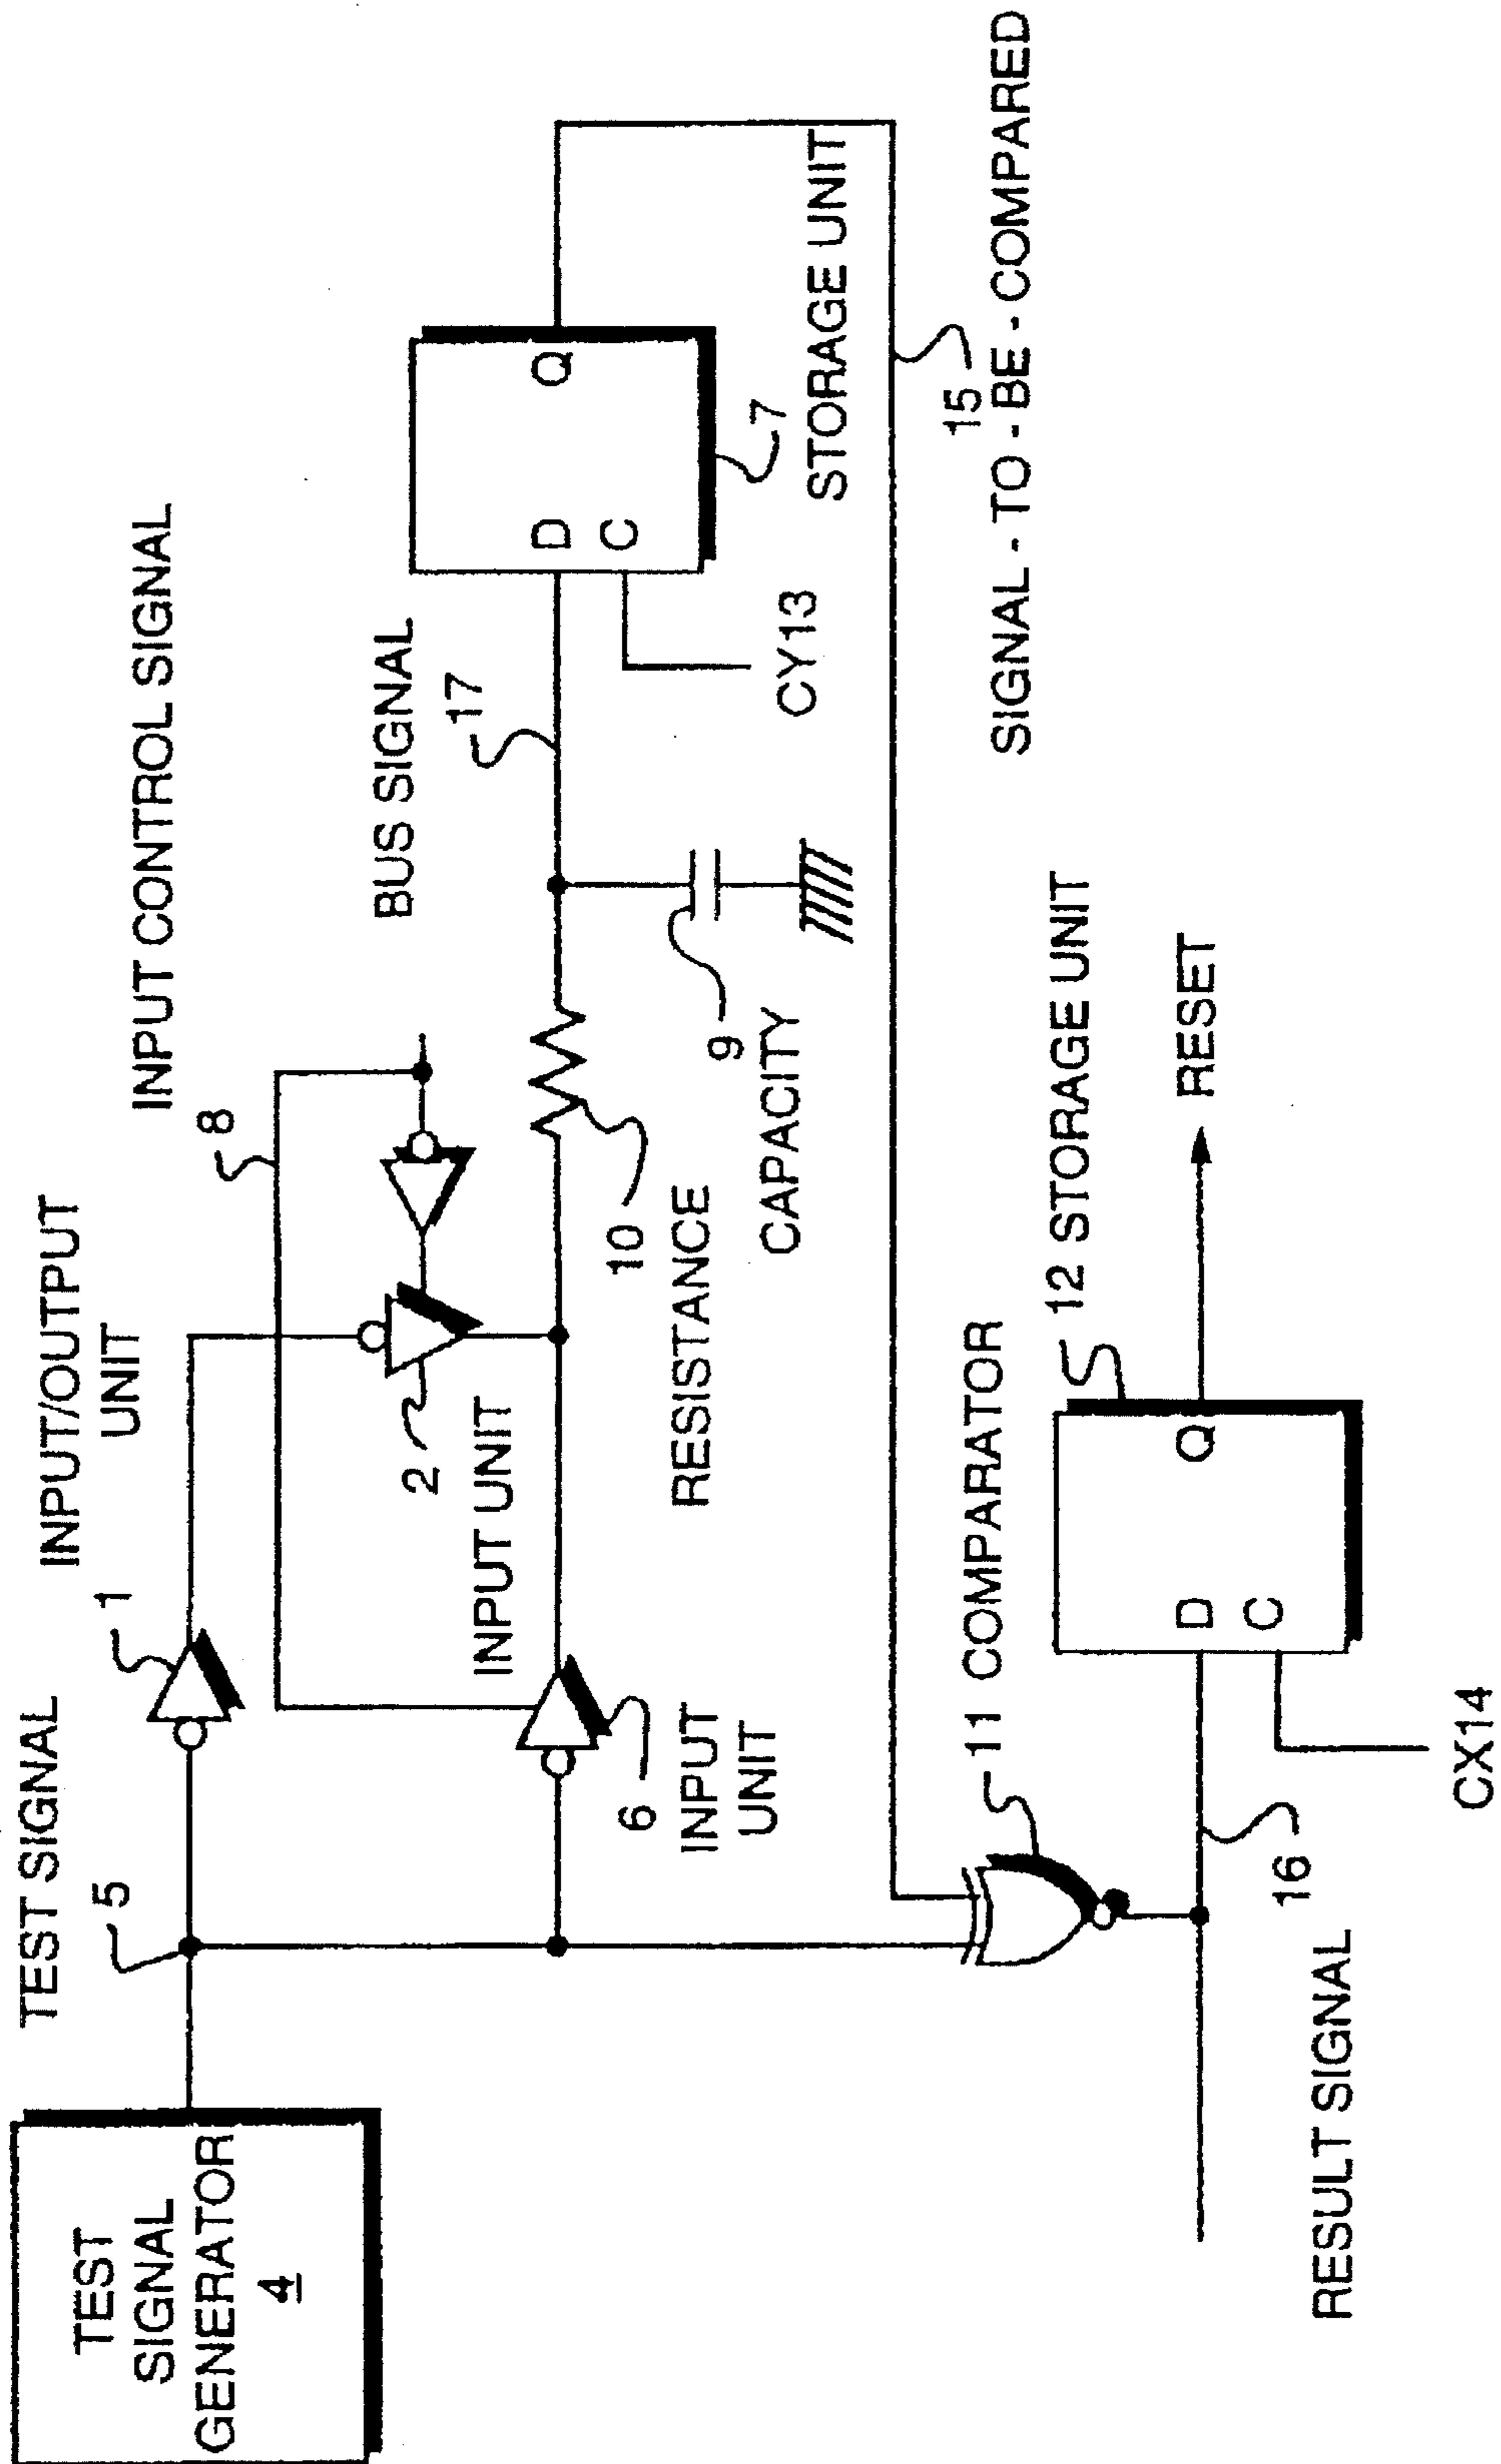 TEST
SIGNAL
GENERATOR
4
TEST SIGNAL
5
1
INPUT/OUTPUT
UNIT
8
INPUT CONTROL SIGNAL
2
INPUT UNIT
6
INPUT
UNIT
10
RESISTANCE
9
CAPACITY
BUS SIGNAL
17
D
C
Q
CY13
7
STORAGE UNIT
15
SIGNAL - TO - BE - COMPARED
11 COMPARATOR
12 STORAGE UNIT
D
C
Q
RESET
16
RESULT SIGNAL
CX14